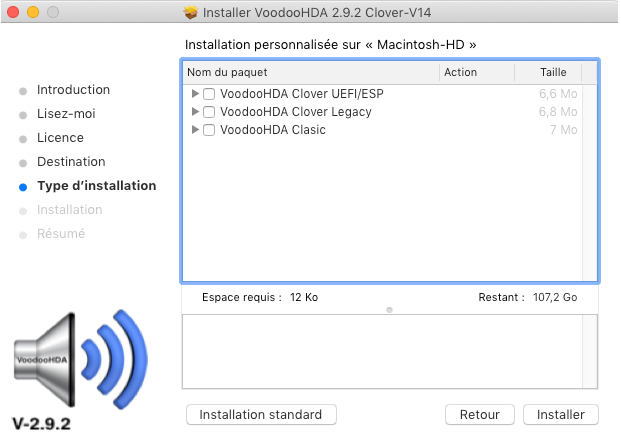 Installer VoodooHDA 2.9.2 Clover-V14
Installation personnalisée sur « Macintosh-HD »
Introduction
Lisez-moi
Licence
Destination
Type d’installation
Installation
Résumé
Nom du paquet Action Taille
VoodooHDA Clover UEFI/ESP 6,6 Mo
VoodooHDA Clover Legacy 6,8 Mo
VoodooHDA Clasic 7 Mo
Espace requis : 12 Ko Restant : 107,2 Go
VoodooHDA
V-2.9.2
Installation standard Retour Installer